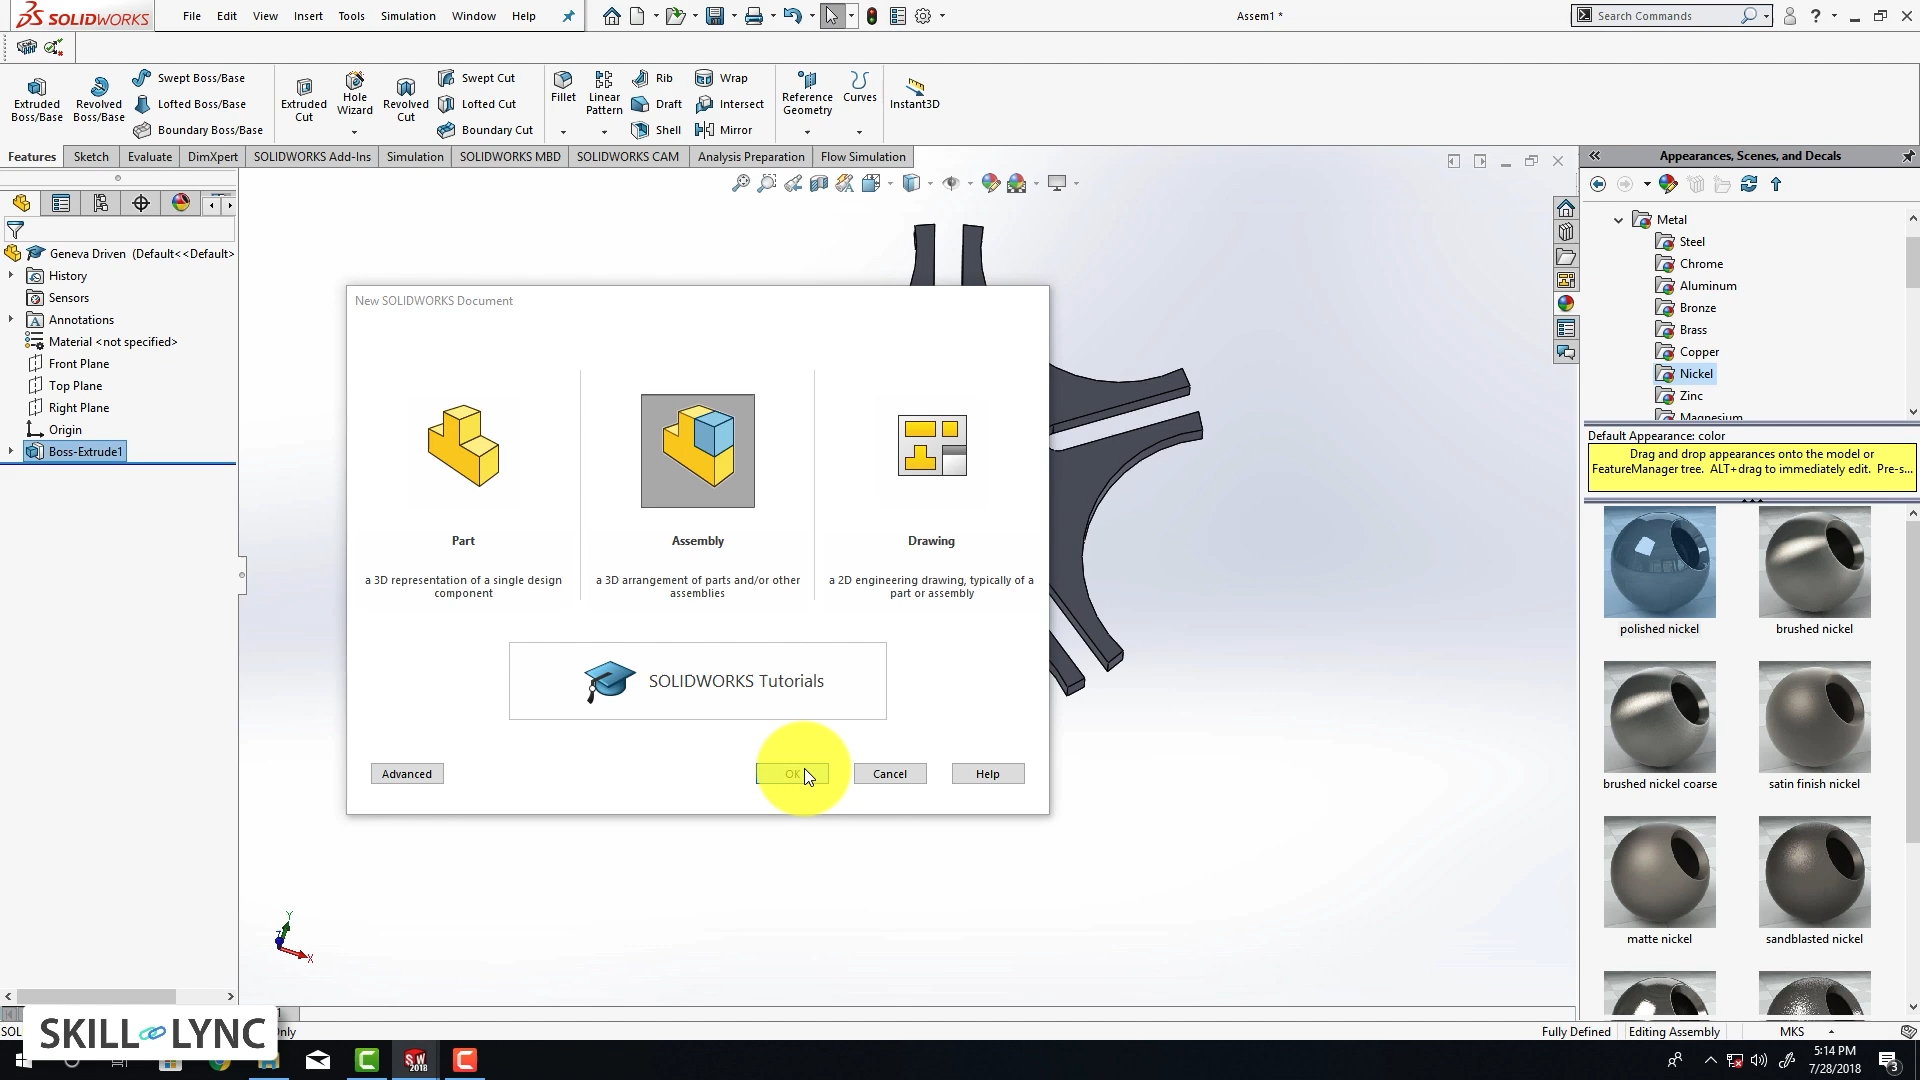 SOLIDWORKS
File Edit View Insert Tools Simulation Window Help
Assem1 *
Search Commands
Extruded Boss/Base
Revolved Boss/Base
Swept Boss/Base
Lofted Boss/Base
Boundary Boss/Base
Extruded Cut
Hole Wizard
Revolved Cut
Swept Cut
Lofted Cut
Boundary Cut
Fillet
Linear Pattern
Rib
Draft
Shell
Wrap
Intersect
Mirror
Reference Geometry
Curves
Instant3D
Features Sketch Evaluate DimXpert SOLIDWORKS Add-Ins Simulation SOLIDWORKS MBD SOLIDWORKS CAM Analysis Preparation Flow Simulation
Geneva Driven (Default<<Default>
History
Sensors
Annotations
Material <not specified>
Front Plane
Top Plane
Right Plane
Origin
Boss-Extrude1
New SOLIDWORKS Document
Part
a 3D representation of a single design
component
Assembly
a 3D arrangement of parts and/or other
assemblies
Drawing
a 2D engineering drawing, typically of a
part or assembly
SOLIDWORKS Tutorials
Advanced
OK
Cancel
Help
Appearances, Scenes, and Decals
Metal
Steel
Chrome
Aluminum
Bronze
Brass
Copper
Nickel
Zinc
Magnesium
Default Appearance: color
Drag and drop appearances onto the model or
FeatureManager tree. ALT+drag to immediately edit. Pre-s...
polished nickel
brushed nickel
brushed nickel coarse
satin finish nickel
matte nickel
sandblasted nickel
Y
Z
X
SKILL LYNC
SOL
nly
Fully Defined
Editing Assembly
MKS
SW
2018
5:14 PM
7/28/2018
3